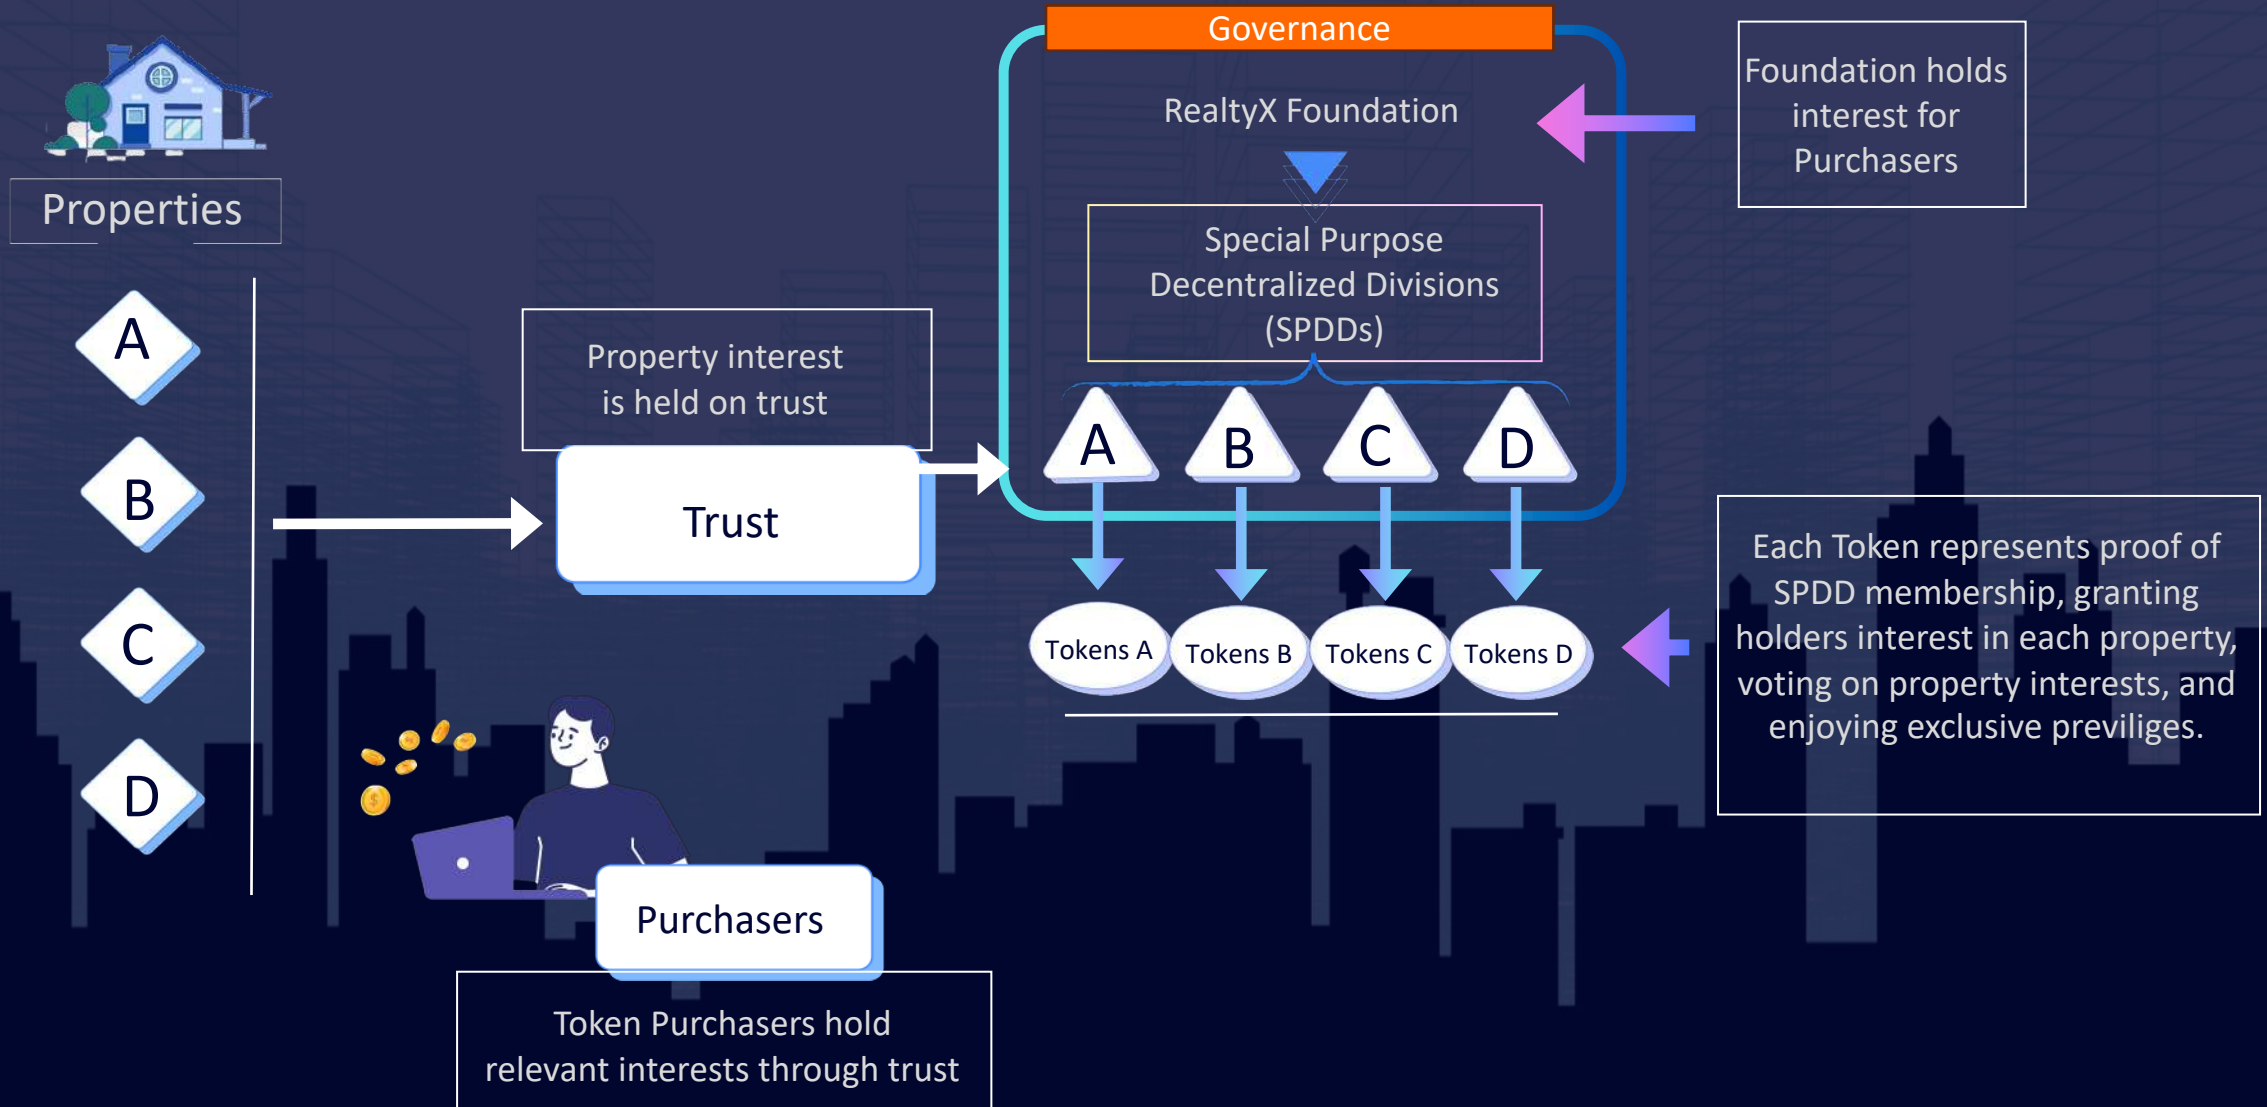 Governance
RealtyX Foundation
Foundation holds
interest for
Purchasers
Properties
Special Purpose
Decentralized Divisions
(SPDDs)
A
B
C
D
Property interest
is held on trust
Trust
A
B
C
D
Tokens A
Tokens B
Tokens C
Tokens D
Each Token represents proof of
SPDD membership, granting
holders interest in each property,
voting on property interests, and
enjoying exclusive previliges.
Purchasers
Token Purchasers hold
relevant interests through trust